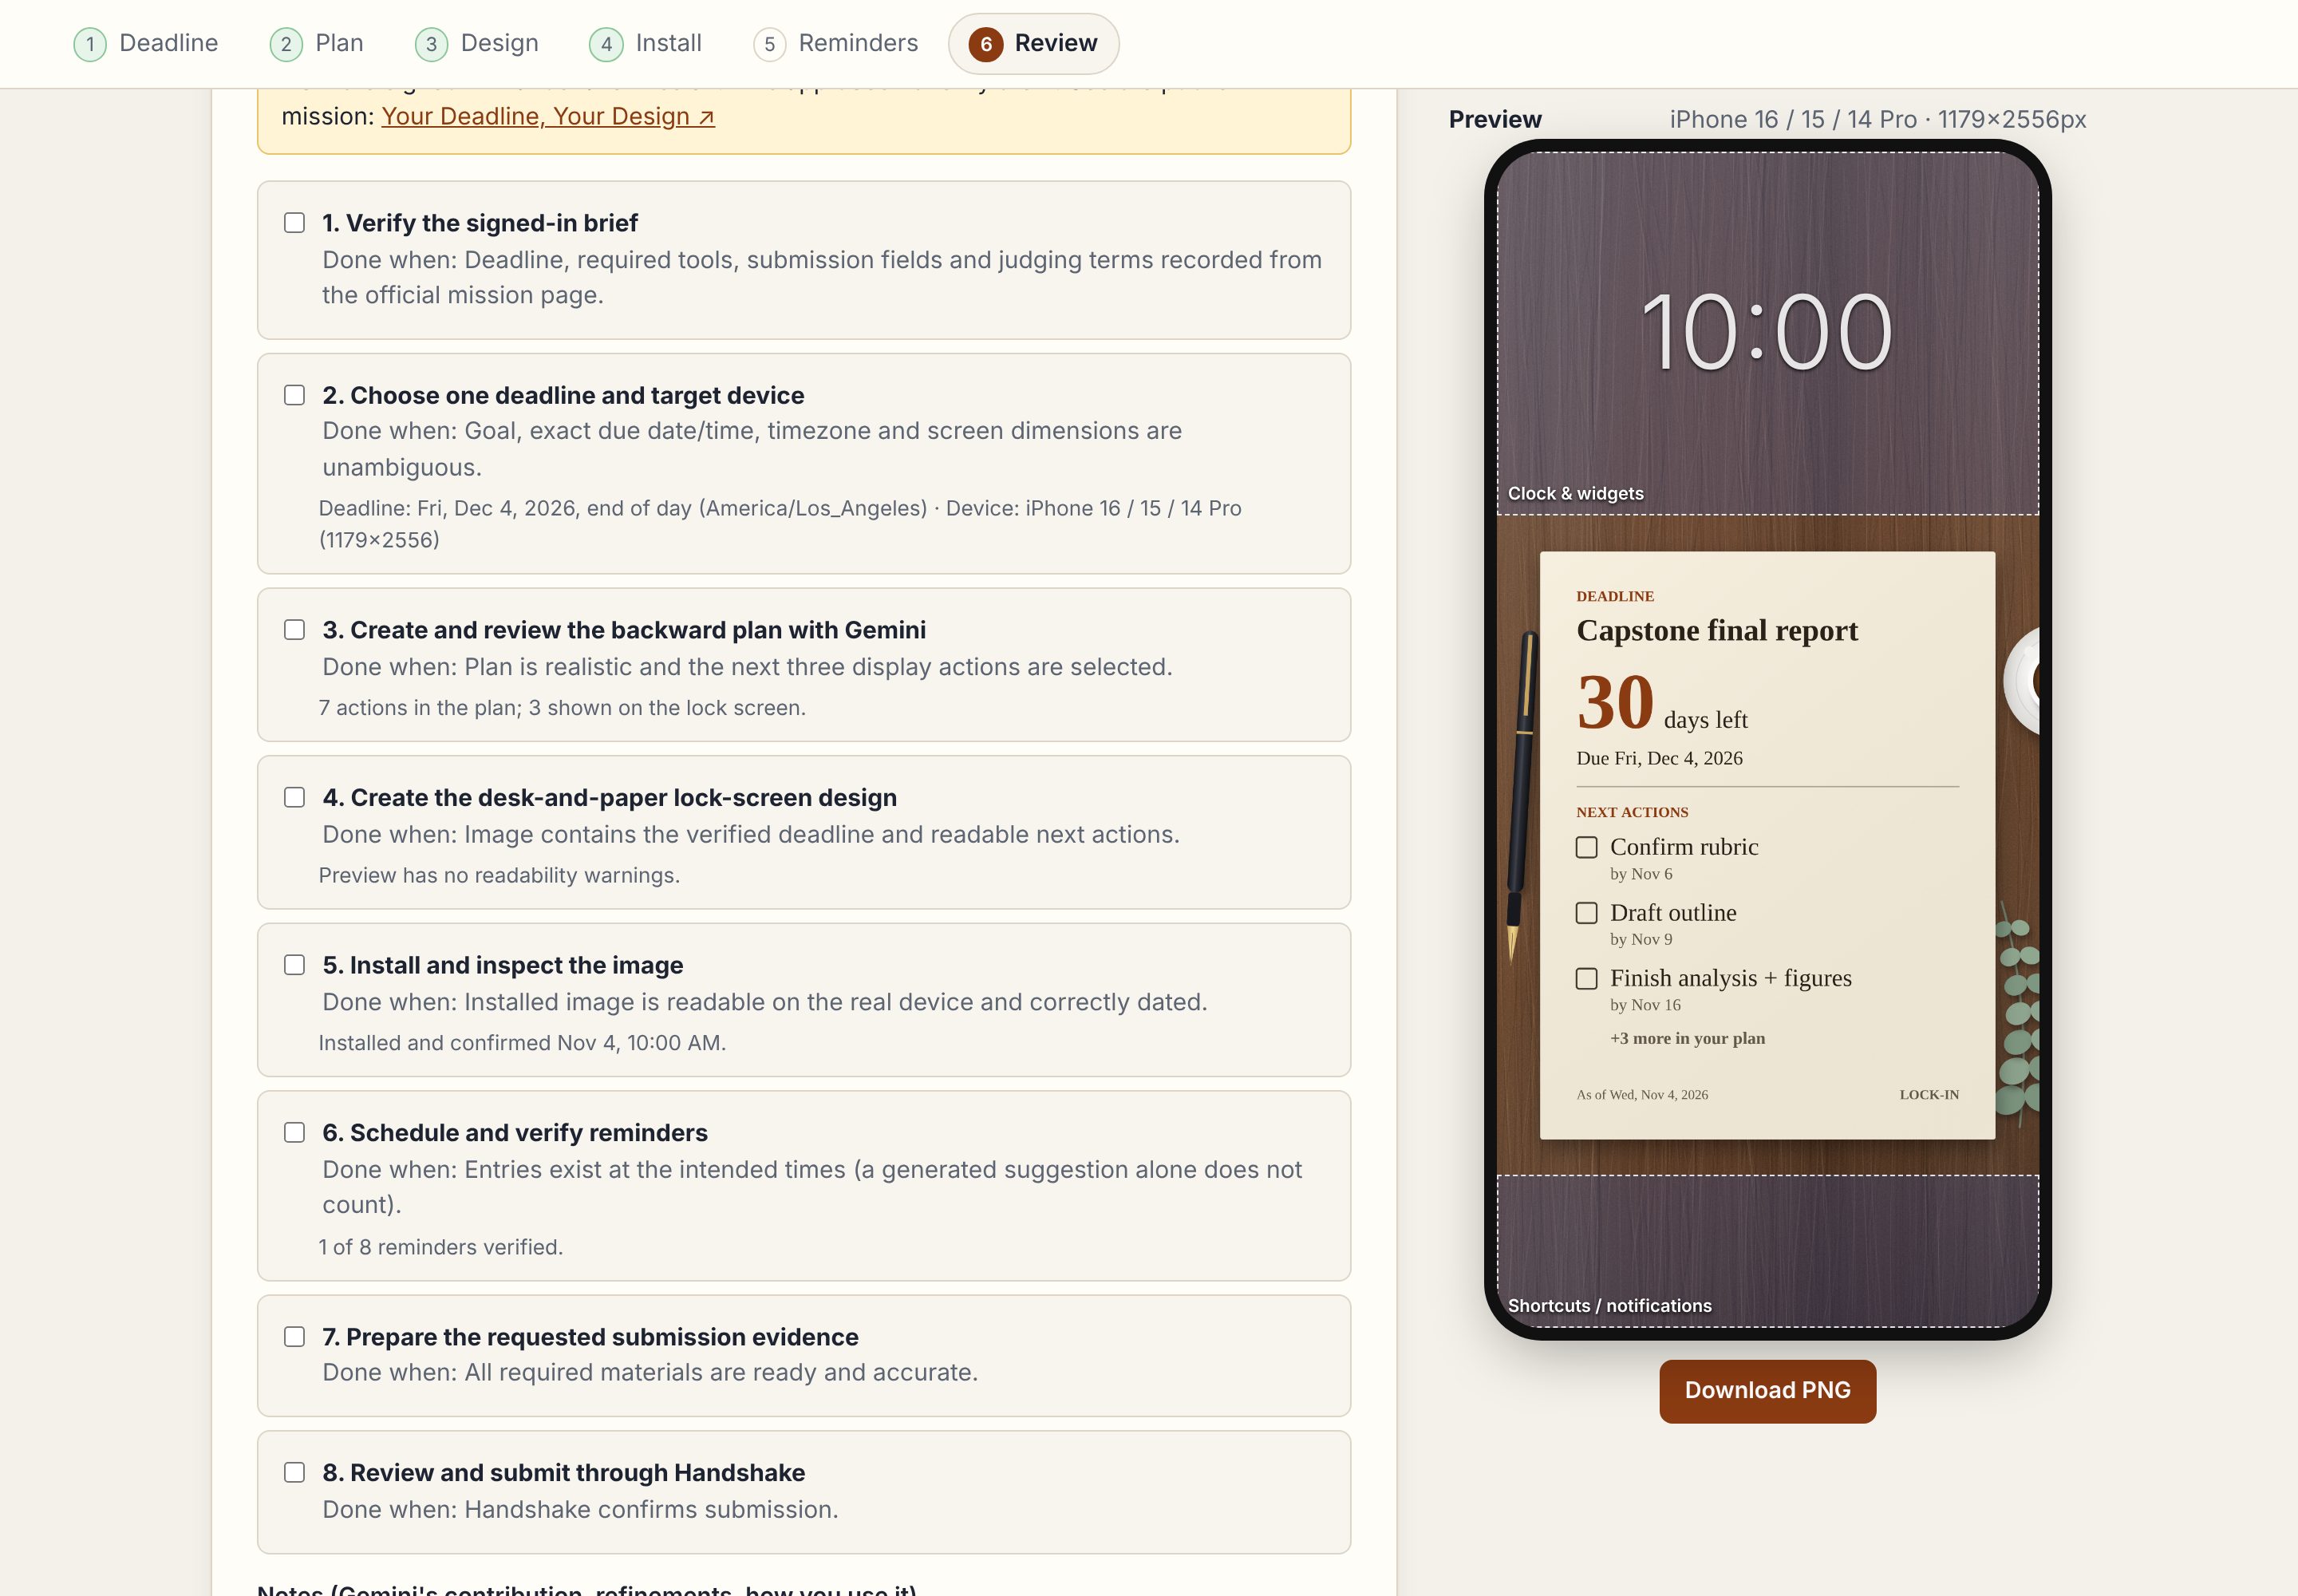 1 Deadline
2 Plan
3 Design
4 Install
5 Reminders
6 Review
mission: Your Deadline, Your Design ↗
1. Verify the signed-in brief
Done when: Deadline, required tools, submission fields and judging terms recorded from
the official mission page.
2. Choose one deadline and target device
Done when: Goal, exact due date/time, timezone and screen dimensions are
unambiguous.
Deadline: Fri, Dec 4, 2026, end of day (America/Los_Angeles) · Device: iPhone 16 / 15 / 14 Pro
(1179×2556)
3. Create and review the backward plan with Gemini
Done when: Plan is realistic and the next three display actions are selected.
7 actions in the plan; 3 shown on the lock screen.
4. Create the desk-and-paper lock-screen design
Done when: Image contains the verified deadline and readable next actions.
Preview has no readability warnings.
5. Install and inspect the image
Done when: Installed image is readable on the real device and correctly dated.
Installed and confirmed Nov 4, 10:00 AM.
6. Schedule and verify reminders
Done when: Entries exist at the intended times (a generated suggestion alone does not
count).
1 of 8 reminders verified.
7. Prepare the requested submission evidence
Done when: All required materials are ready and accurate.
8. Review and submit through Handshake
Done when: Handshake confirms submission.
Notes (Gemini's contribution, refinements, how you use it)
Preview
iPhone 16 / 15 / 14 Pro · 1179×2556px
10:00
Clock & widgets
DEADLINE
Capstone final report
30 days left
Due Fri, Dec 4, 2026
NEXT ACTIONS
Confirm rubric
by Nov 6
Draft outline
by Nov 9
Finish analysis + figures
by Nov 16
+3 more in your plan
As of Wed, Nov 4, 2026
LOCK-IN
Shortcuts / notifications
Download PNG